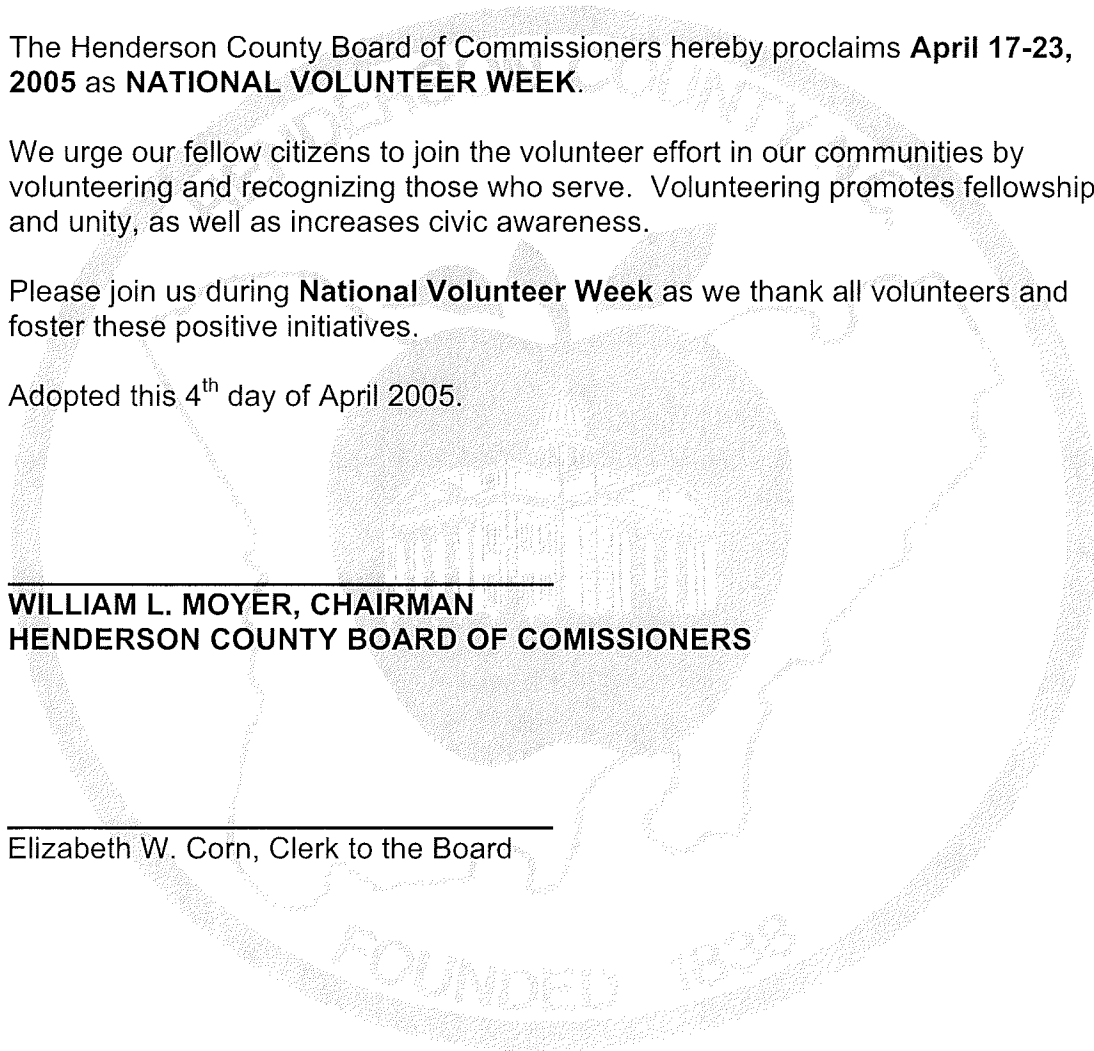 The Henderson County Board of Commissioners hereby proclaims April 17-23,
2005 as NATIONAL VOLUNTEER WEEK.
We urge our fellow citizens to join the volunteer effort in our communities by
volunteering and recognizing those who serve. Volunteering promotes fellowship
and unity, as well as increases civic awareness.
Please join us during National Volunteer Week as we thank all volunteers and
foster these positive initiatives.
Adopted this 4th day of April 2005.
WILLIAM L. MOYER, CHAIRMAN
HENDERSON COUNTY BOARD OF COMISSIONERS
Elizabeth W. Corn, Clerk to the Board
HENDERSON COUNTY, NC
FOUNDED 1838